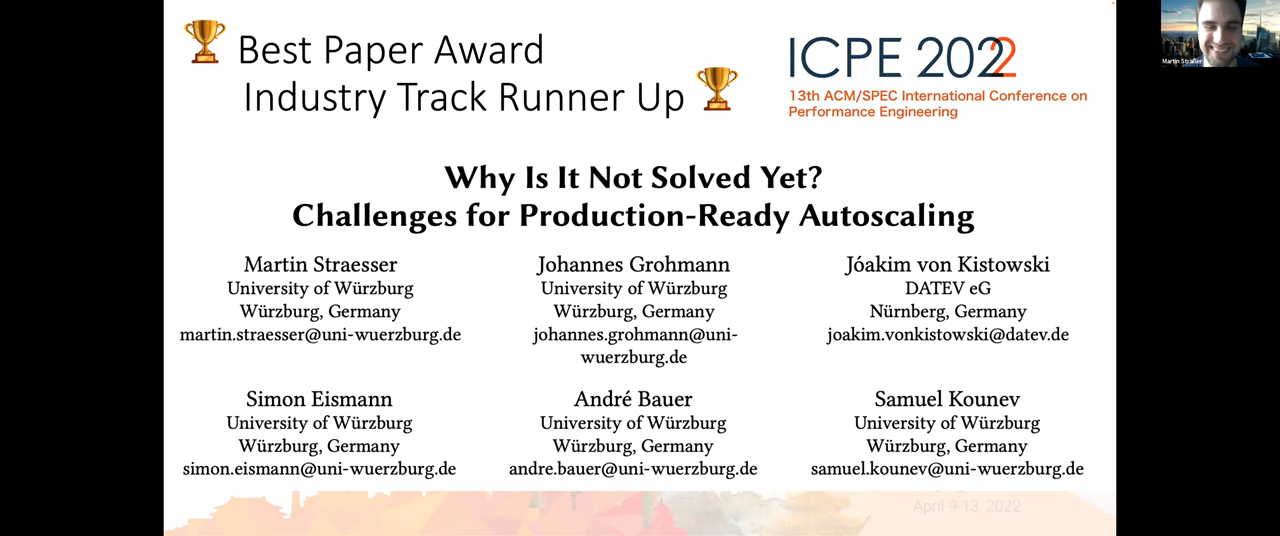 Best Paper Award
Industry Track Runner Up
ICPE 2022
13th ACM/SPEC International Conference on
Performance Engineering
Martin Straßer
Why Is It Not Solved Yet?
Challenges for Production-Ready Autoscaling
Martin Straesser
University of Würzburg
Würzburg, Germany
martin.straesser@uni-wuerzburg.de
Johannes Grohmann
University of Würzburg
Würzburg, Germany
johannes.grohmann@uni-
wuerzburg.de
Jóakim von Kistowski
DATEV eG
Nürnberg, Germany
joakim.vonkistowski@datev.de
Simon Eismann
University of Würzburg
Würzburg, Germany
simon.eismann@uni-wuerzburg.de
André Bauer
University of Würzburg
Würzburg, Germany
andre.bauer@uni-wuerzburg.de
Samuel Kounev
University of Würzburg
Würzburg, Germany
samuel.kounev@uni-wuerzburg.de
April 9-13, 2022